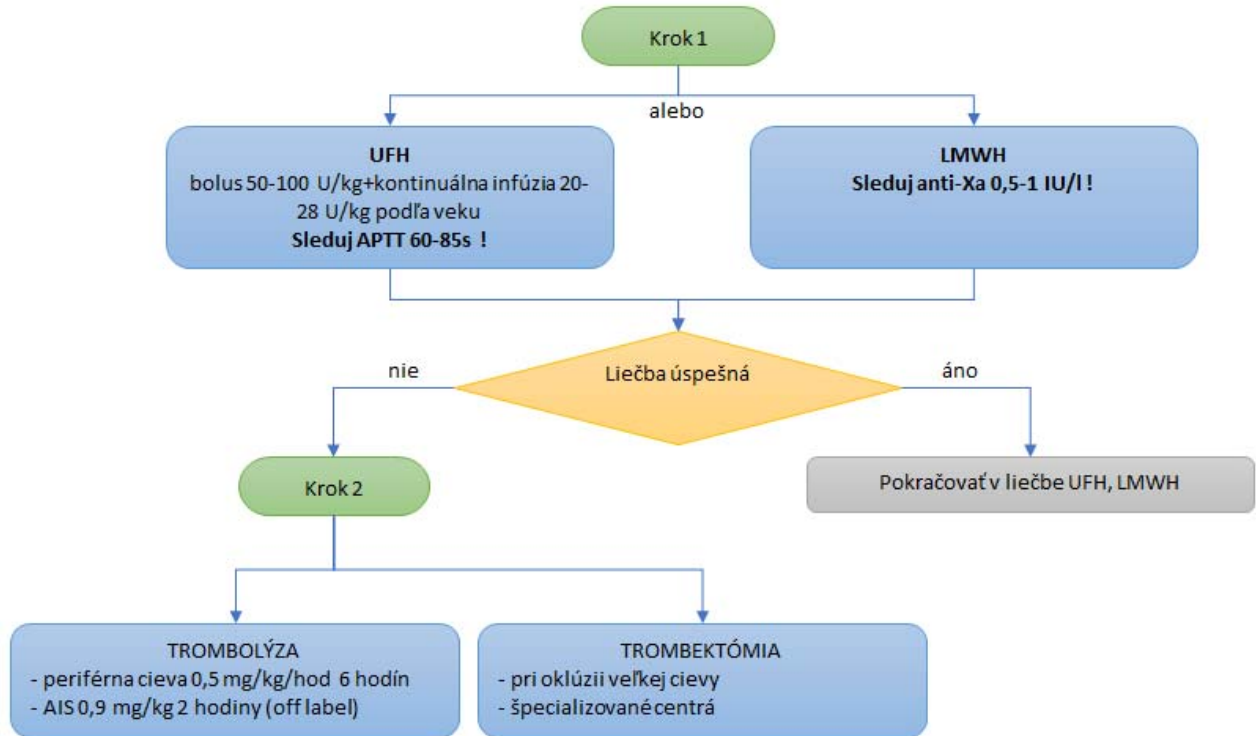 Krok 1
alebo
UFH
bolus 50-100 U/kg+kontinuálna infúzia 20-
28 U/kg podľa veku
Sleduj APTT 60-85s !
LMWH
Sleduj anti-Xa 0,5-1 IU/l !
Liečba úspešná
nie
áno
Krok 2
Pokračovať v liečbe UFH, LMWH
TROMBOLÝZA
- periférna cieva 0,5 mg/kg/hod 6 hodín
- AIS 0,9 mg/kg 2 hodiny (off label)
TROMBEKTÓMIA
- pri oklúzii veľkej cievy
- špecializované centrá